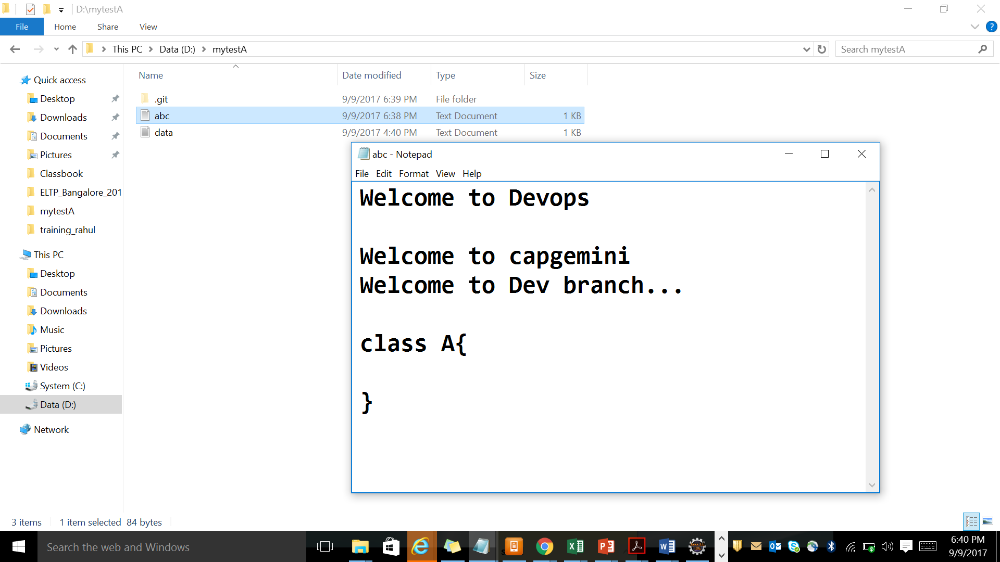 D:\mytestA
File Home Share View
This PC Data (D:) mytestA
Search mytestA
Name Date modified Type Size
.git 9/9/2017 6:39 PM File folder
abc 9/9/2017 6:38 PM Text Document 1 KB
data 9/9/2017 4:40 PM Text Document 1 KB
Quick access
Desktop
Downloads
Documents
Pictures
Classbook
ELTP_Bangalore_201
mytestA
training_rahul
This PC
Desktop
Documents
Downloads
Music
Pictures
Videos
System (C:)
Data (D:)
Network
abc - Notepad
File Edit Format View Help
Welcome to Devops
Welcome to capgemini
Welcome to Dev branch...
class A{
}
3 items 1 item selected 84 bytes
Search the web and Windows
6:40 PM
9/9/2017